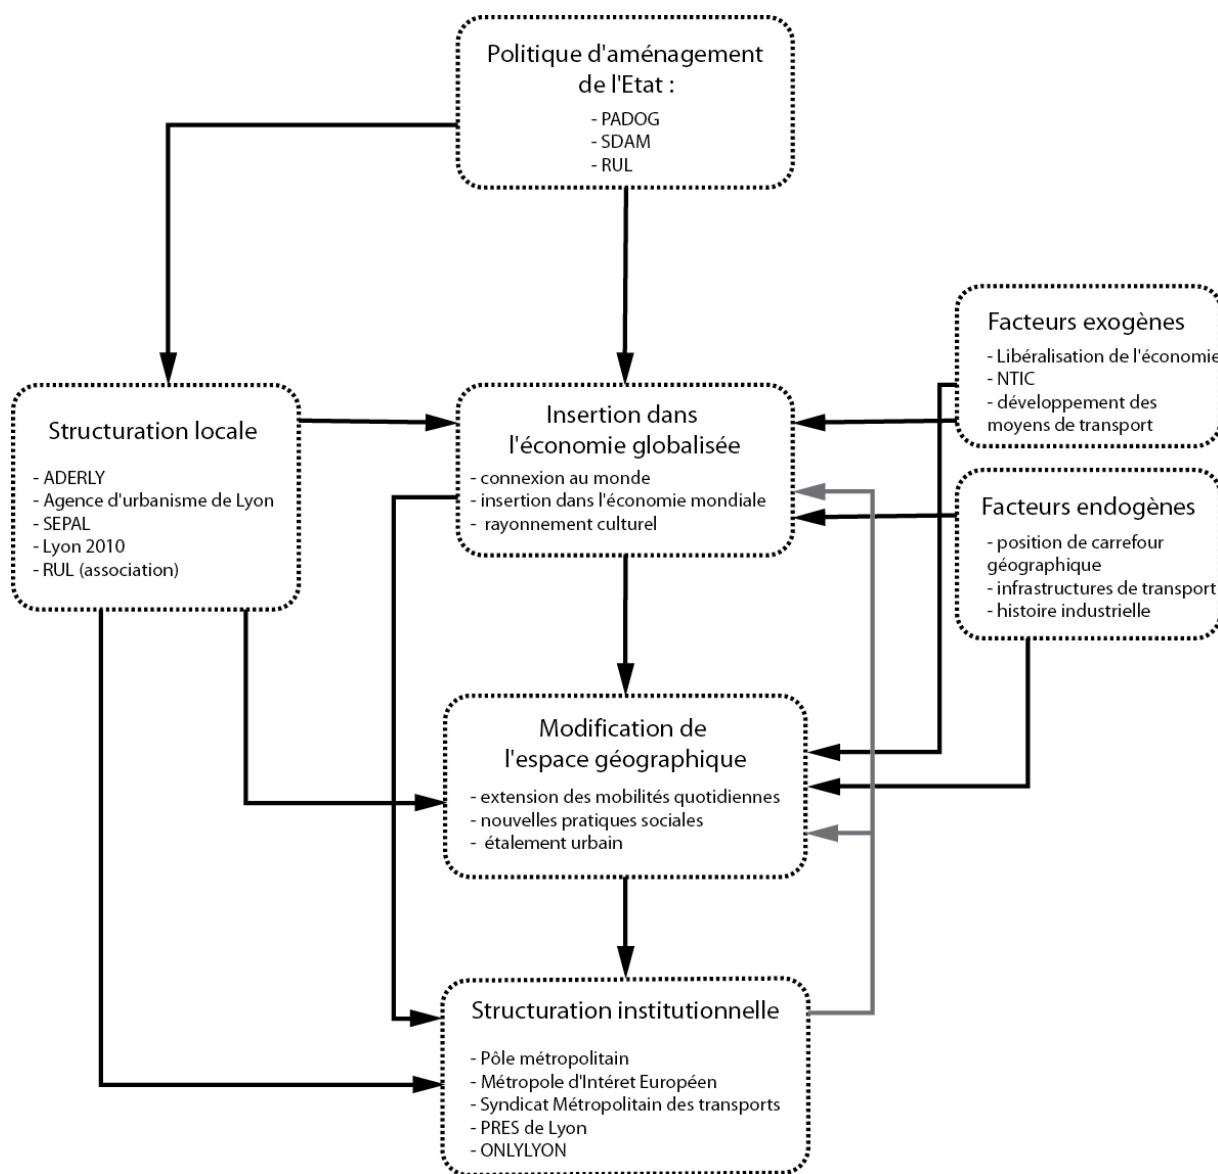 Politique d'aménagement
de l'Etat :
- PADOG
- SDAM
- RUL
Facteurs exogènes
- Libéralisation de l'économie
- NTIC
- développement des
moyens de transport
Structuration locale
- ADERLY
- Agence d'urbanisme de Lyon
- SEPAL
- Lyon 2010
- RUL (association)
Insertion dans
l'économie globalisée
- connexion au monde
- insertion dans l'économie mondiale
- rayonnement culturel
Facteurs endogènes
- position de carrefour
géographique
- infrastructures de transport
- histoire industrielle
Modification de
l'espace géographique
- extension des mobilités quotidiennes
- nouvelles pratiques sociales
- étalement urbain
Structuration institutionnelle
- Pôle métropolitain
- Métropole d'Intéret Européen
- Syndicat Métropolitain des transports
- PRES de Lyon
- ONLYLYON